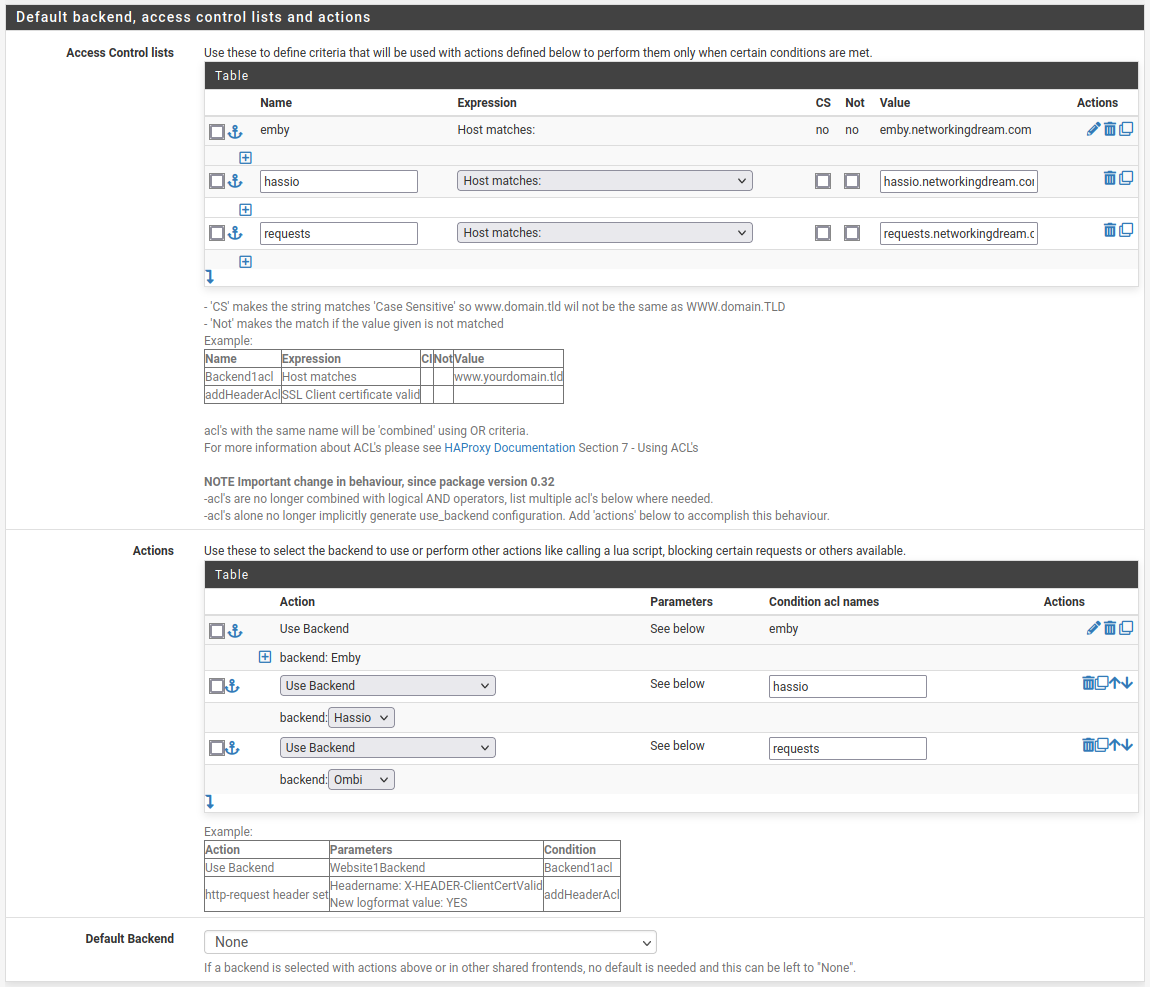 Default backend, access control lists and actions
Access Control lists
Use these to define criteria that will be used with actions defined below to perform them only when certain conditions are met.
Table
Name Expression CS Not Value Actions
emby Host matches: no no emby.networkingdream.com
hassio Host matches: hassio.networkingdream.co
requests Host matches: requests.networkingdream.c
- 'CS' makes the string matches 'Case Sensitive' so www.domain.tld wil not be the same as WWW.domain.TLD
- 'Not' makes the match if the value given is not matched
Example:
Name Expression CI Not Value
Backend1acl Host matches www.yourdomain.tld
addHeaderAcl SSL Client certificate valid
acl's with the same name will be 'combined' using OR criteria.
For more information about ACL's please see HAProxy Documentation Section 7 - Using ACL's
NOTE Important change in behaviour, since package version 0.32
-acl's are no longer combined with logical AND operators, list multiple acl's below where needed.
-acl's alone no longer implicitly generate use_backend configuration. Add 'actions' below to accomplish this behaviour.
Actions
Use these to select the backend to use or perform other actions like calling a lua script, blocking certain requests or others available.
Table
Action Parameters Condition acl names Actions
Use Backend See below emby
backend: Emby
Use Backend See below hassio
backend: Hassio
Use Backend See below requests
backend: Ombi
Example:
Action Parameters Condition
Use Backend Website1Backend Backend1acl
http-request header set Headername: X-HEADER-ClientCertValid addHeaderAcl
New logformat value: YES
Default Backend None
If a backend is selected with actions above or in other shared frontends, no default is needed and this can be left to "None".